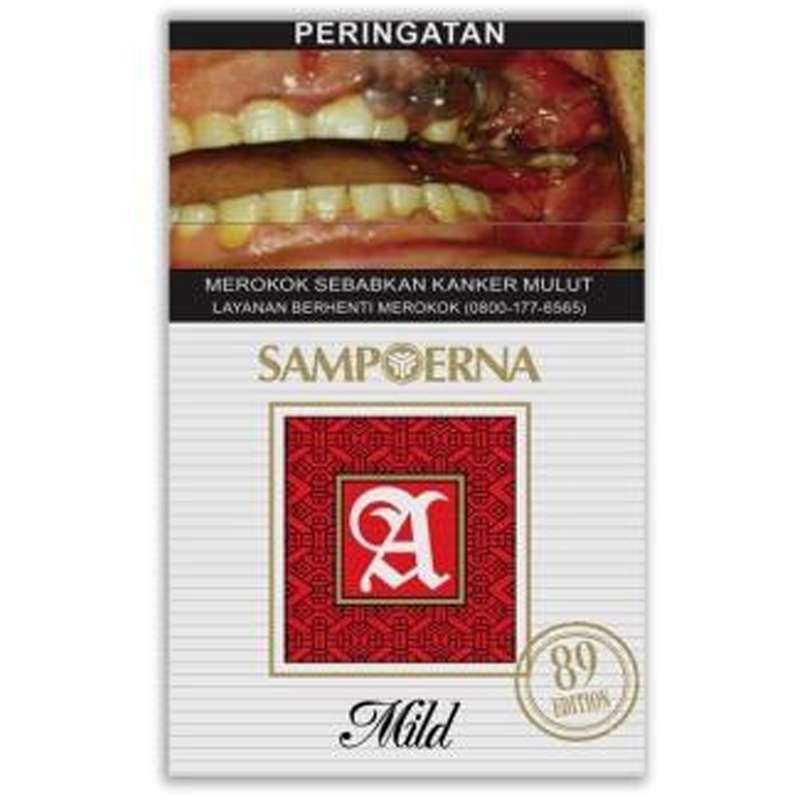 PERINGATAN
MEROKOK SEBABKAN KANKER MULUT
LAYANAN BERHENTI MEROKOK (0800-177-6565)
SAMPOERNA
A
89
EDITION
Mild